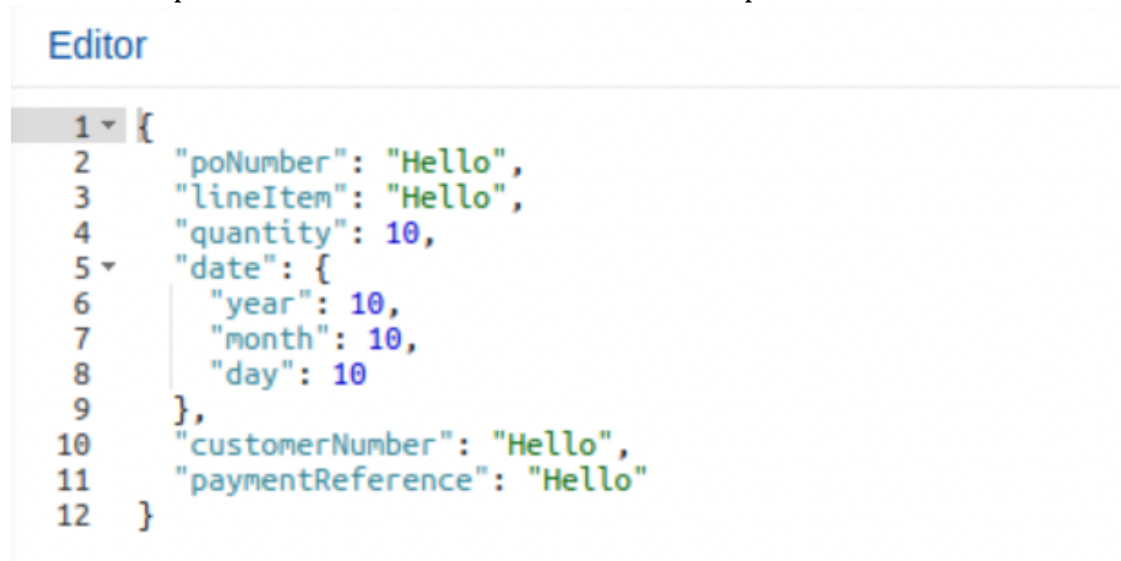 Editor
1 {
2 "poNumber": "Hello",
3 "lineItem": "Hello",
4 "quantity": 10,
5 "date": {
6 "year": 10,
7 "month": 10,
8 "day": 10
9 },
10 "customerNumber": "Hello",
11 "paymentReference": "Hello"
12 }